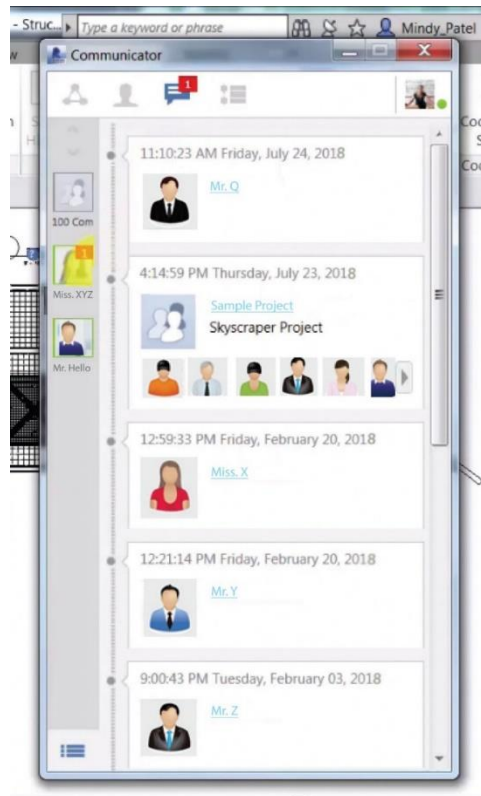 - Struc...
Type a keyword or phrase
Mindy_Patel
Communicator
1
11:10:23 AM Friday, July 24, 2018
Mr. Q
100 Com
1
Miss. XYZ
Mr. Hello
4:14:59 PM Thursday, July 23, 2018
Sample Project
Skyscraper Project
12:59:33 PM Friday, February 20, 2018
Miss. X
12:21:14 PM Friday, February 20, 2018
Mr. Y
9:00:43 PM Tuesday, February 03, 2018
Mr. Z